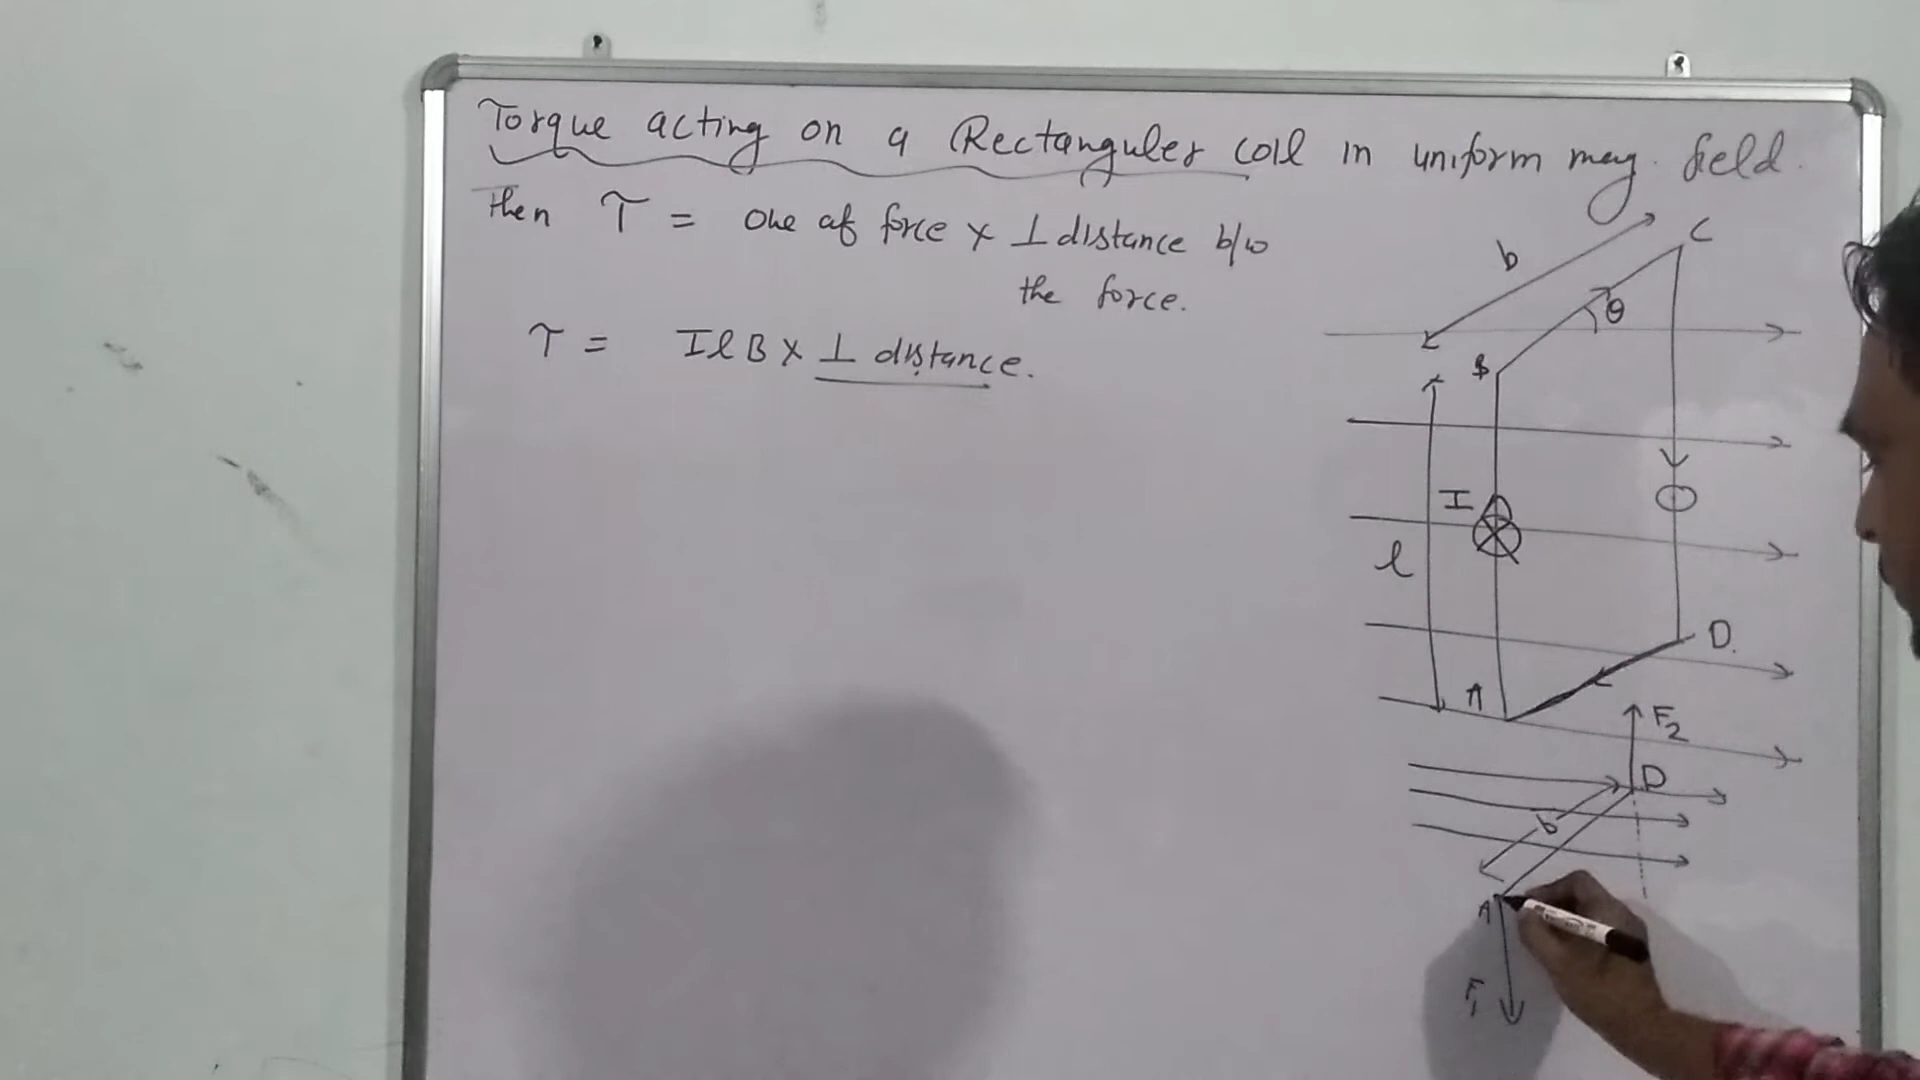 Torque acting on a Rectanguler coil in uniform mag. field.
then τ = one of force × ⊥ distance b/w
the force.
τ = IlB × ⊥ distance.
b
C
θ
B
I
l
D.
A
F2
D
b
A
F1